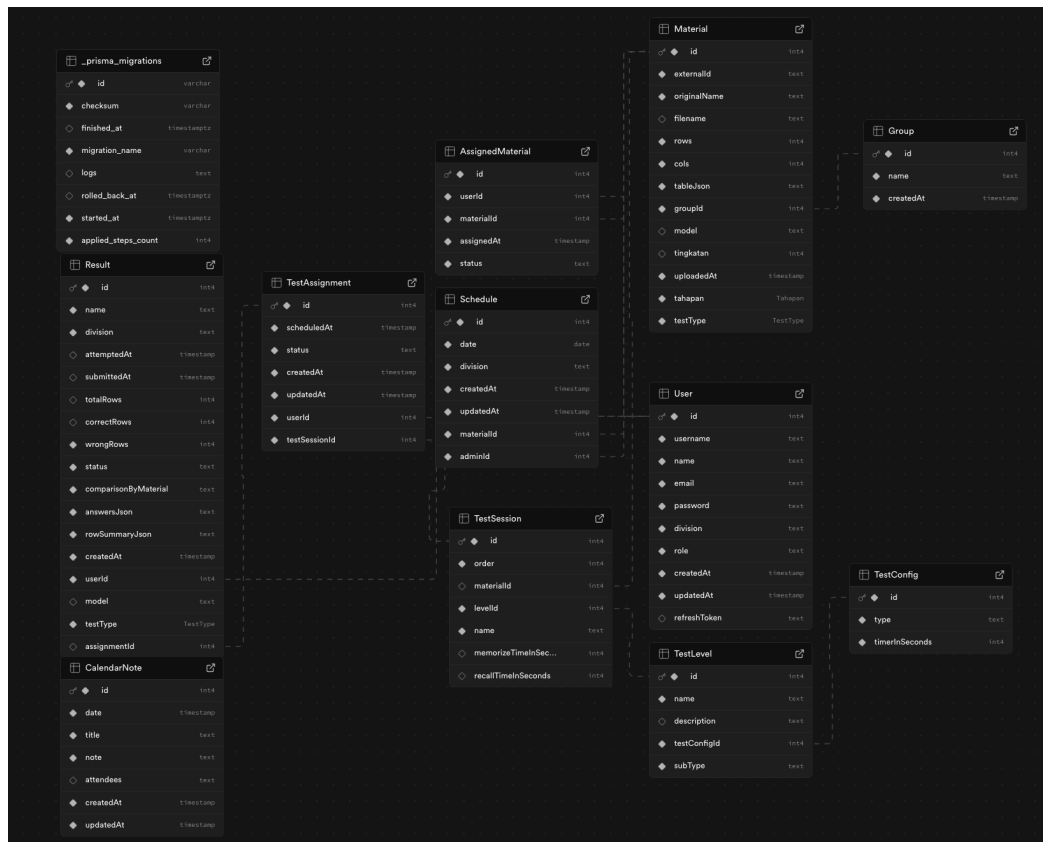 _prisma_migrations
id varchar
checksum varchar
finished_at timestamptz
migration_name varchar
logs text
rolled_back_at timestamptz
started_at timestamptz
applied_steps_count int4
Result
id int4
name text
division text
attemptedAt timestamp
submittedAt timestamp
totalRows int4
correctRows int4
wrongRows int4
status text
comparisonByMaterial text
answersJson text
rowSummaryJson text
createdAt timestamp
userId int4
model text
testType TestType
assignmentId int4
CalendarNote
id int4
date timestamp
title text
note text
attendees text
createdAt timestamp
updatedAt timestamp
TestAssignment
id int4
scheduledAt timestamp
status text
createdAt timestamp
updatedAt timestamp
userId int4
testSessionId int4
AssignedMaterial
id int4
userId int4
materialId int4
assignedAt timestamp
status text
Schedule
id int4
date date
division text
createdAt timestamp
updatedAt timestamp
materialId int4
adminId int4
TestSession
id int4
order int4
materialId int4
levelId int4
name text
memorizeTimeInSec... int4
recallTimeInSeconds int4
Material
id int4
externalId text
originalName text
filename text
rows int4
cols int4
tableJson text
groupId int4
model text
tingkatan int4
uploadedAt timestamp
tahapan Tahapan
testType TestType
User
id int4
username text
name text
email text
password text
division text
role text
createdAt timestamp
updatedAt timestamp
refreshToken text
TestLevel
id int4
name text
description text
testConfigId int4
subType text
Group
id int4
name text
createdAt timestamp
TestConfig
id int4
type text
timerInSeconds int4